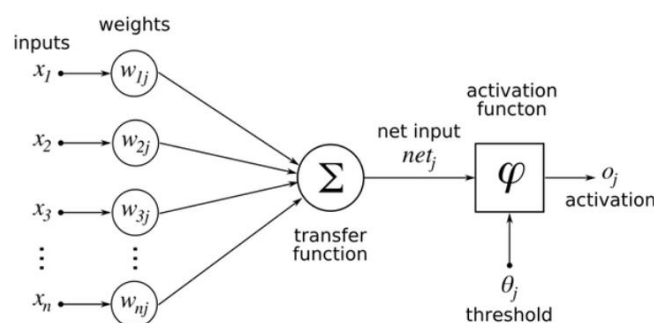 weights
inputs
x1
w1j
x2
w2j
x3
w3j
xn
wnj
Σ
transfer
function
net input
netj
activation
functon
φ
oj
activation
θj
threshold